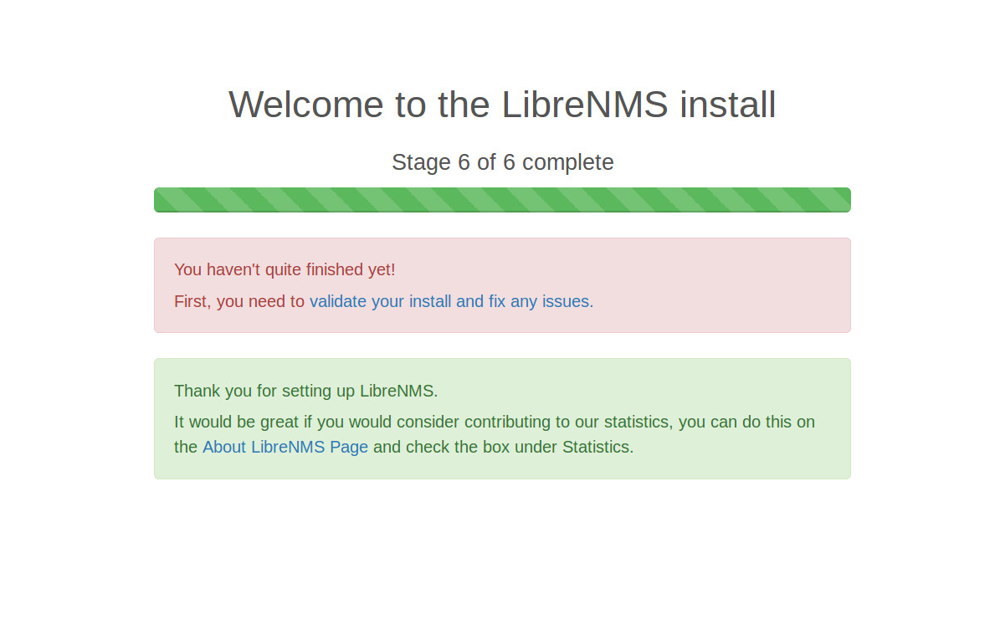 Welcome to the LibreNMS install
Stage 6 of 6 complete
You haven't quite finished yet!
First, you need to validate your install and fix any issues.
Thank you for setting up LibreNMS.
It would be great if you would consider contributing to our statistics, you can do this on
the About LibreNMS Page and check the box under Statistics.